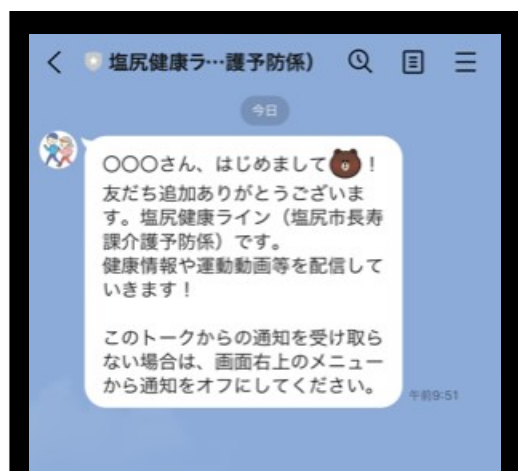 塩尻健康ラ…護予防係）
今日
○○○さん、はじめまして！
友だち追加ありがとうございま
す。塩尻健康ライン（塩尻市長寿
課介護予防係）です。
健康情報や運動動画等を配信して
いきます！
このトークからの通知を受け取ら
ない場合は、画面右上のメニュー
から通知をオフにしてください。
午前9:51